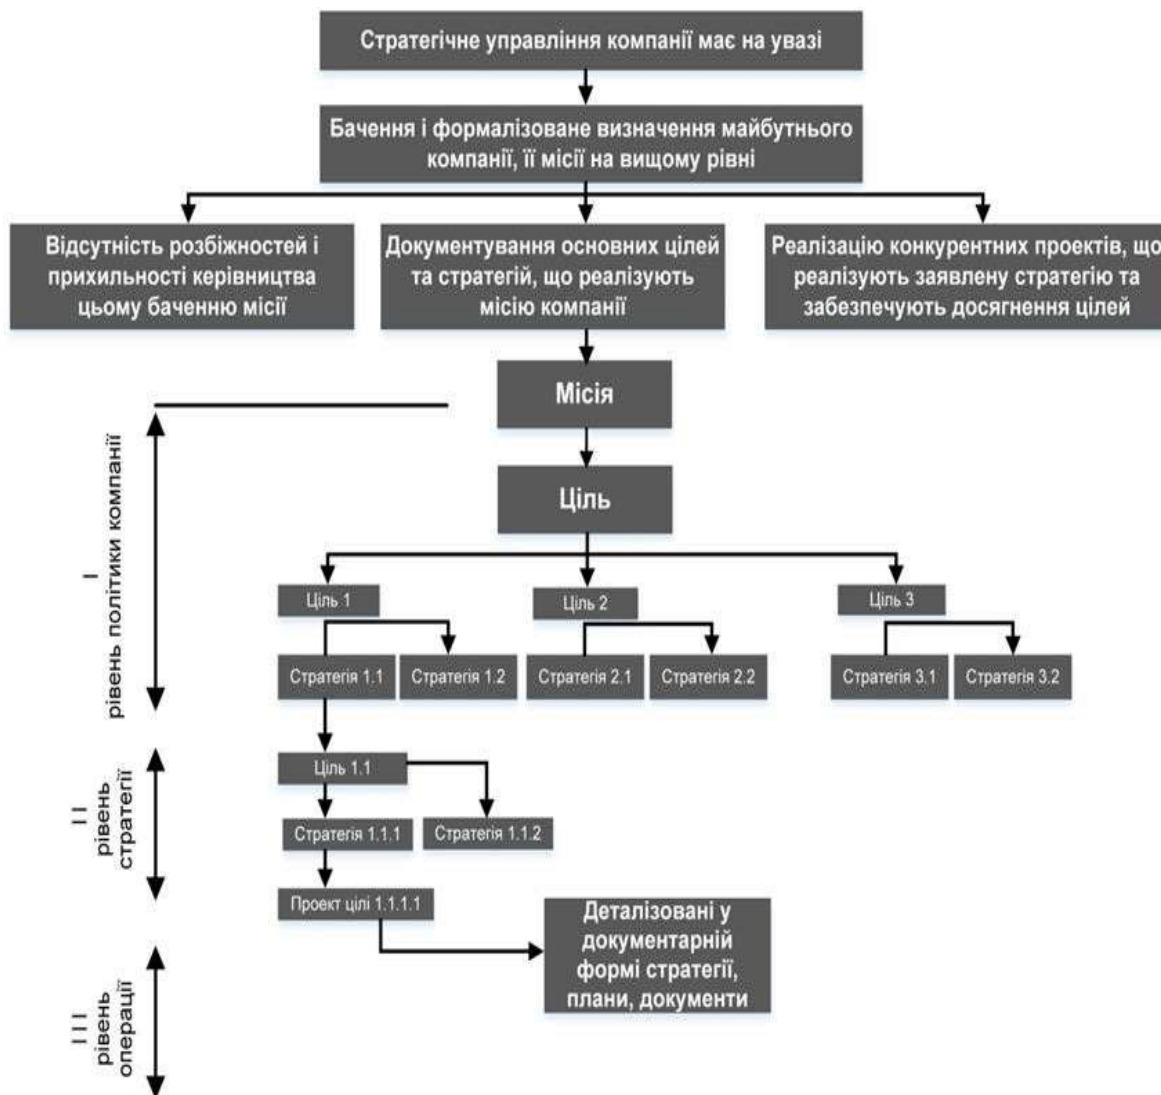 Стратегічне управління компанії має на увазі
Бачення і формалізоване визначення майбутнього
компанії, її місії на вищому рівні
Відсутність розбіжностей і
прихильності керівництва
цьому баченню місії
Документування основних цілей
та стратегій, що реалізують
місію компанії
Реалізацію конкурентних проектів, що
реалізують заявлену стратегію та
забезпечують досягнення цілей
Місія
Ціль
I
рівень політики компанії
Ціль 1
Ціль 2
Ціль 3
Стратегія 1.1
Стратегія 1.2
Стратегія 2.1
Стратегія 2.2
Стратегія 3.1
Стратегія 3.2
II
рівень
стратегії
Ціль 1.1
Стратегія 1.1.1
Стратегія 1.1.2
Проект цілі 1.1.1.1
Деталізовані у
документарній
формі стратегії,
плани, документи
III
рівень
операції